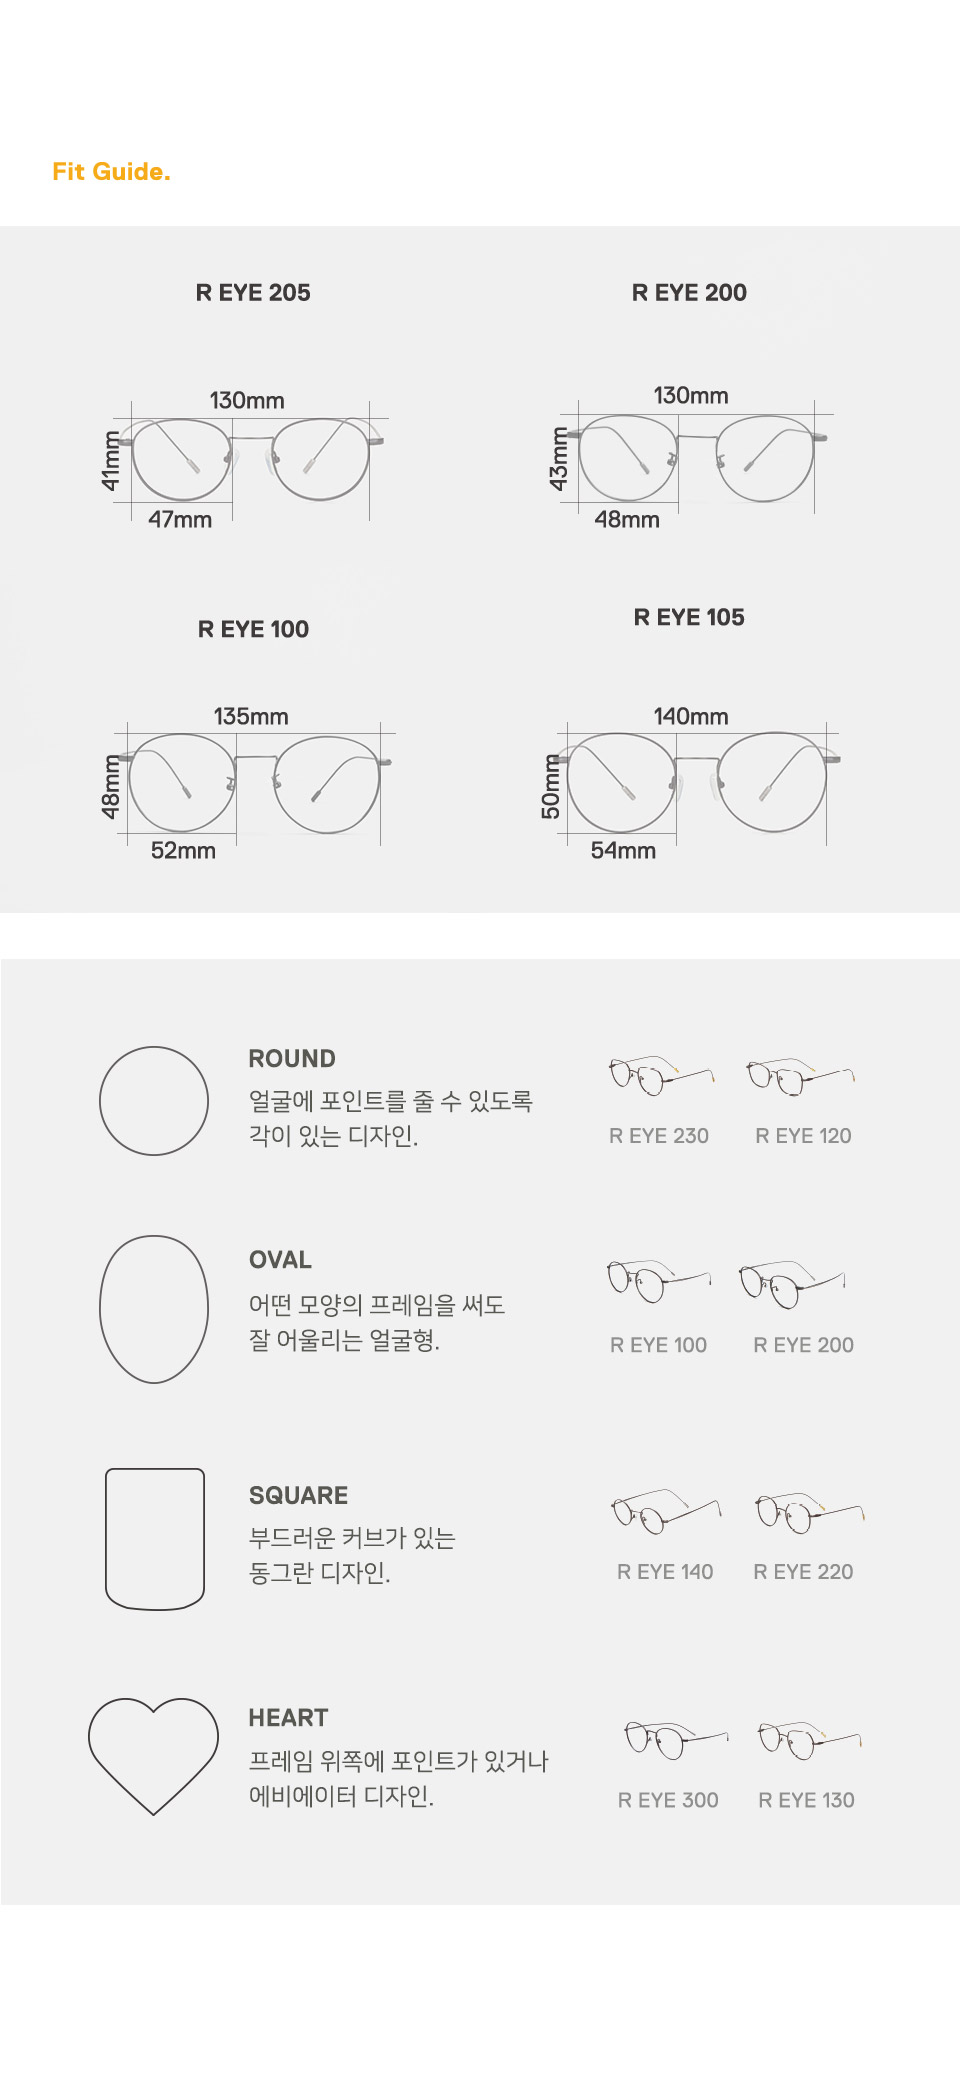 Fit Guide.
R EYE 205
R EYE 200
130mm
41mm
47mm
130mm
43mm
48mm
R EYE 100
R EYE 105
135mm
48mm
52mm
140mm
50mm
54mm
ROUND
얼굴에 포인트를 줄 수 있도록
각이 있는 디자인.
R EYE 230
R EYE 120
OVAL
어떤 모양의 프레임을 써도
잘 어울리는 얼굴형.
R EYE 100
R EYE 200
SQUARE
부드러운 커브가 있는
동그란 디자인.
R EYE 140
R EYE 220
HEART
프레임 위쪽에 포인트가 있거나
에비에이터 디자인.
R EYE 300
R EYE 130